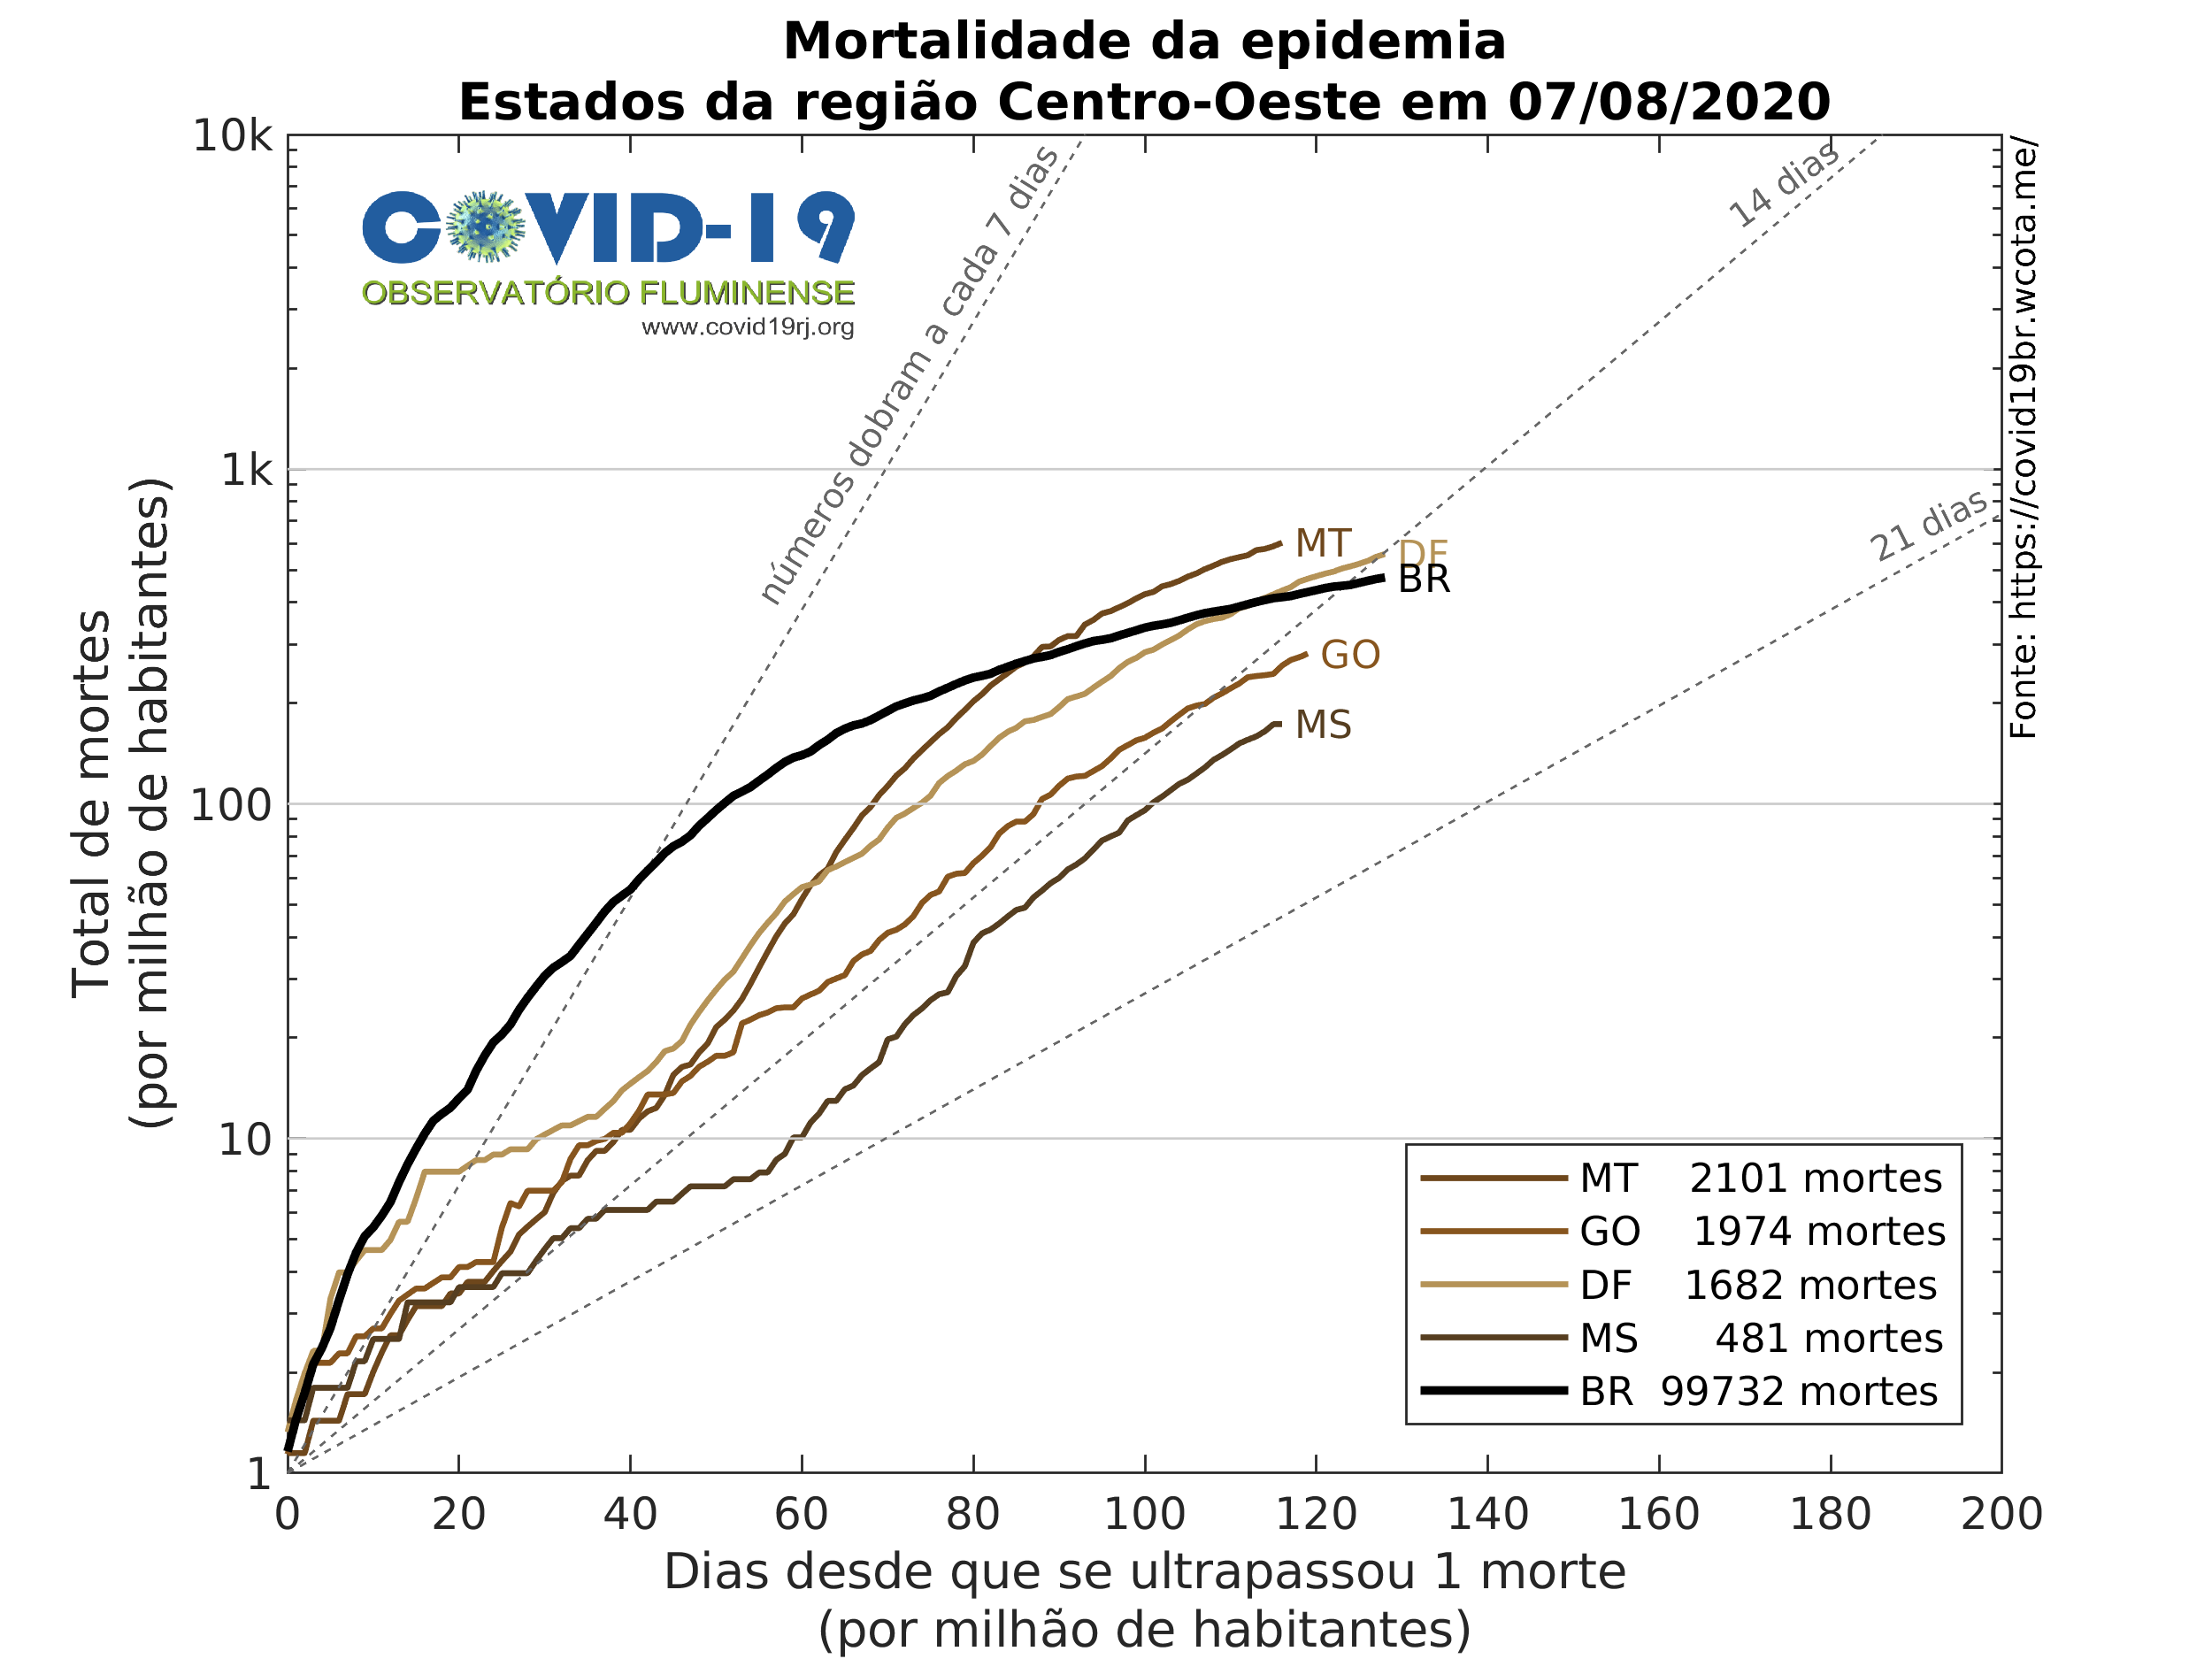 Mortalidade da epidemia
Estados da região Centro-Oeste em 07/08/2020
COVID-19
OBSERVATÓRIO FLUMINENSE
www.covid19rj.org
números dobram a cada 7 dias
14 dias
21 dias
Fonte: https://covid19br.wcota.me/
Total de mortes
(por milhão de habitantes)
10k
1k
100
10
1
MT
DF
BR
GO
MS
MT 2101 mortes
GO 1974 mortes
DF 1682 mortes
MS 481 mortes
BR 99732 mortes
0 20 40 60 80 100 120 140 160 180 200
Dias desde que se ultrapassou 1 morte
(por milhão de habitantes)